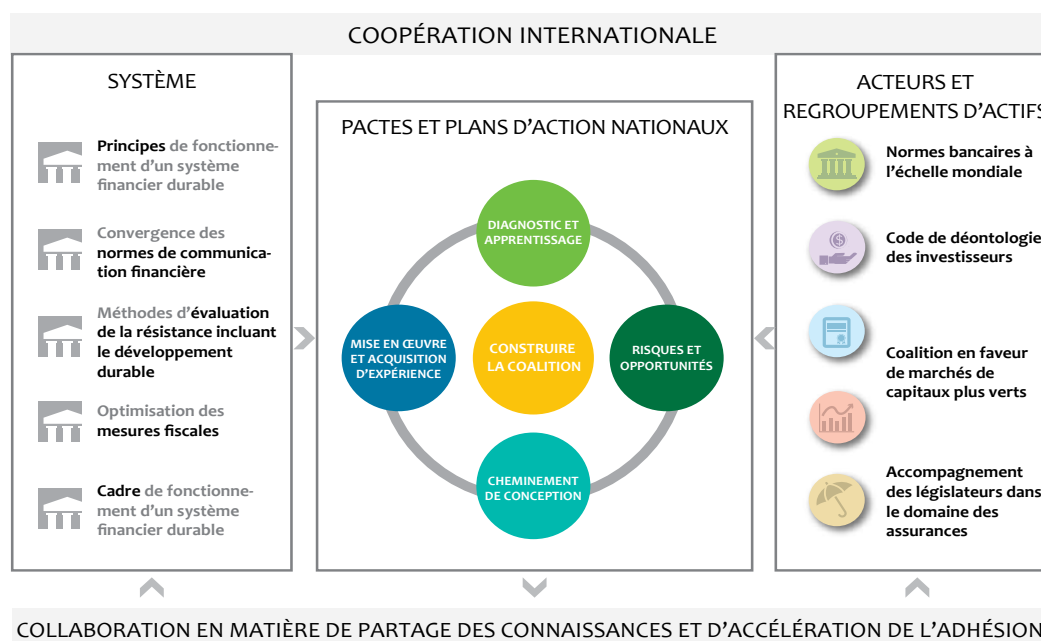 COOPÉRATION INTERNATIONALE
SYSTÈME
Principes de fonctionne-
ment d'un système
financier durable
Convergence des
normes de communica-
tion financière
Méthodes d'évaluation
de la résistance incluant
le développement
durable
Optimisation des
mesures fiscales
Cadre de fonctionne-
ment d'un système
financier durable
PACTES ET PLANS D'ACTION NATIONAUX
DIAGNOSTIC ET
APPRENTISSAGE
MISE EN ŒUVRE
ET ACQUISITION
D'EXPÉRIENCE
CONSTRUIRE
LA COALITION
RISQUES ET
OPPORTUNITÉS
CHEMINEMENT
DE CONCEPTION
ACTEURS ET
REGROUPEMENTS D'ACTIFS
Normes bancaires à
l'échelle mondiale
Code de déontologie
des investisseurs
Coalition en faveur
de marchés de
capitaux plus verts
Accompagnement
des législateurs dans
le domaine des
assurances
COLLABORATION EN MATIÈRE DE PARTAGE DES CONNAISSANCES ET D'ACCÉLÉRATION DE L'ADHÉSION